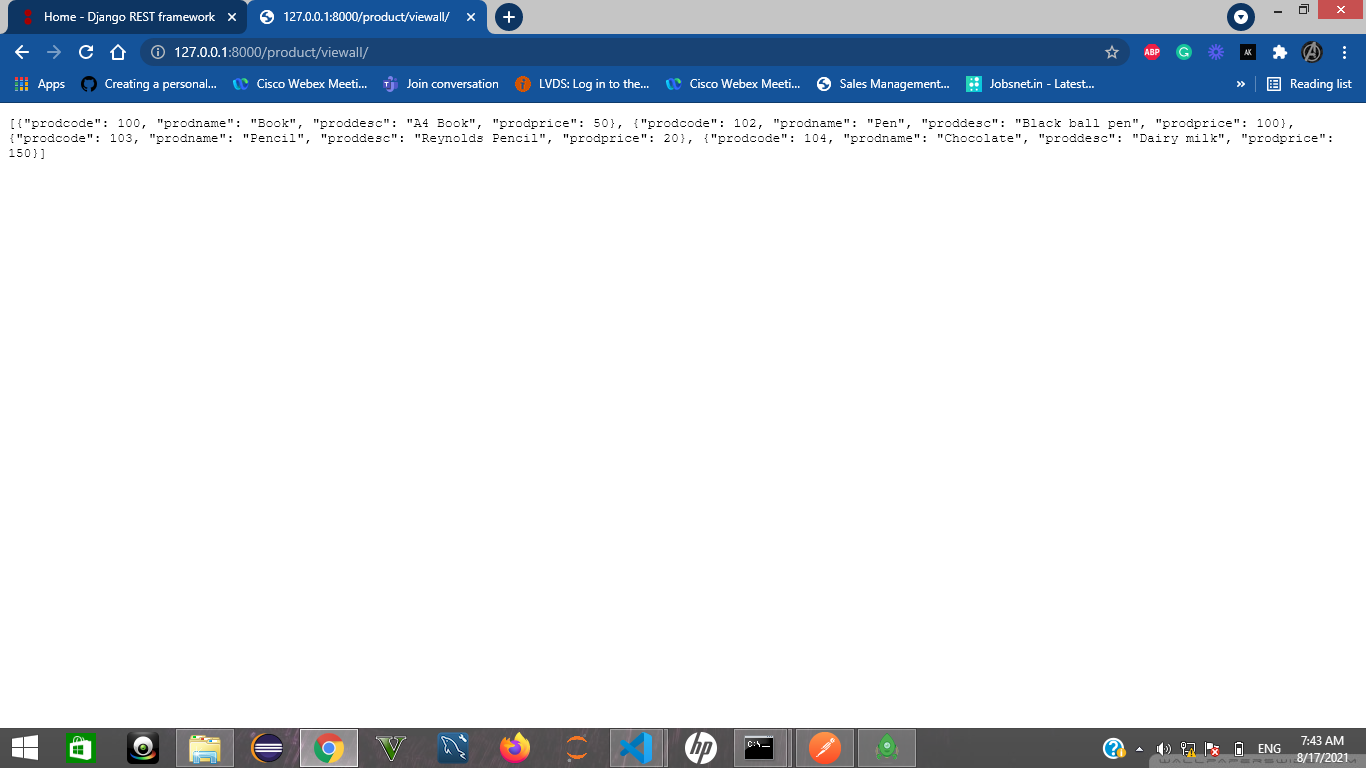 Home - Django REST framework
127.0.0.1:8000/product/viewall/
127.0.0.1:8000/product/viewall/
ABP
AK
Apps
Creating a personal...
Cisco Webex Meeti...
Join conversation
LVDS: Log in to the...
Cisco Webex Meeti...
Sales Management...
Jobsnet.in - Latest...
»
Reading list
[{"prodcode": 100, "prodname": "Book", "proddesc": "A4 Book", "prodprice": 50}, {"prodcode": 102, "prodname": "Pen", "proddesc": "Black ball pen", "prodprice": 100},
{"prodcode": 103, "prodname": "Pencil", "proddesc": "Reynolds Pencil", "prodprice": 20}, {"prodcode": 104, "prodname": "Chocolate", "proddesc": "Dairy milk", "prodprice":
150}]
hp
C:\_
ENG
7:43 AM
8/17/2021